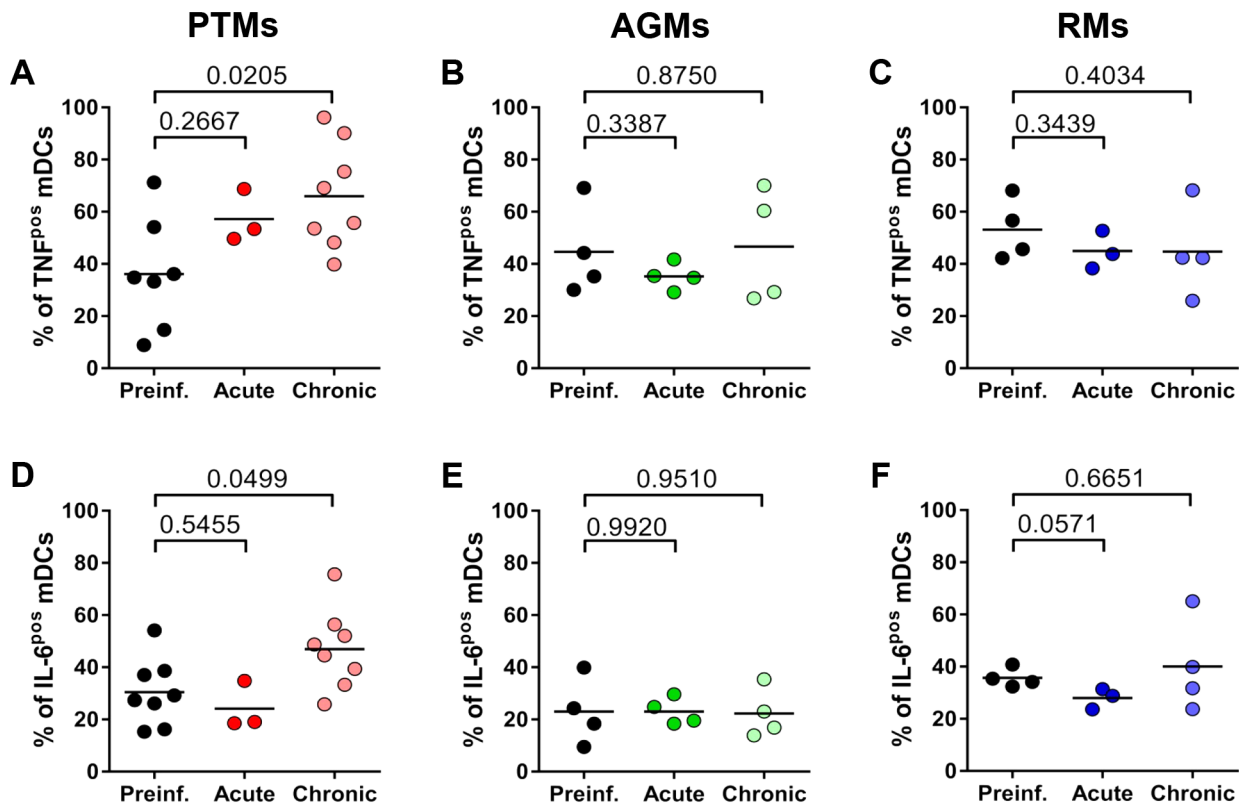 PTMs
AGMs
RMs
A
0.0205
0.2667
100
80
60
40
20
0
% of TNFpos mDCs
Preinf. Acute Chronic
B
0.8750
0.3387
100
80
60
40
20
0
% of TNFpos mDCs
Preinf. Acute Chronic
C
0.4034
0.3439
100
80
60
40
20
0
% of TNFpos mDCs
Preinf. Acute Chronic
D
0.0499
0.5455
100
80
60
40
20
0
% of IL-6pos mDCs
Preinf. Acute Chronic
E
0.9510
0.9920
100
80
60
40
20
0
% of IL-6pos mDCs
Preinf. Acute Chronic
F
0.6651
0.0571
100
80
60
40
20
0
% of IL-6pos mDCs
Preinf. Acute Chronic